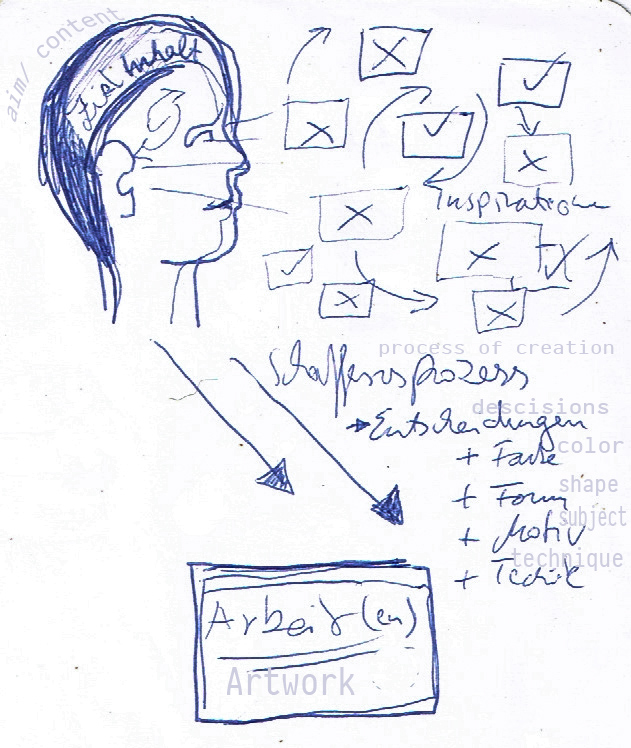 aim/ content
Ziel Inhalt
Inspiration
process of creation
Schaffensprozess
descisions
Entscheidungen
color
+ Farbe
shape
+ Form
subject
+ Motiv
technique
+ Technik
Arbeit(en)
Artwork